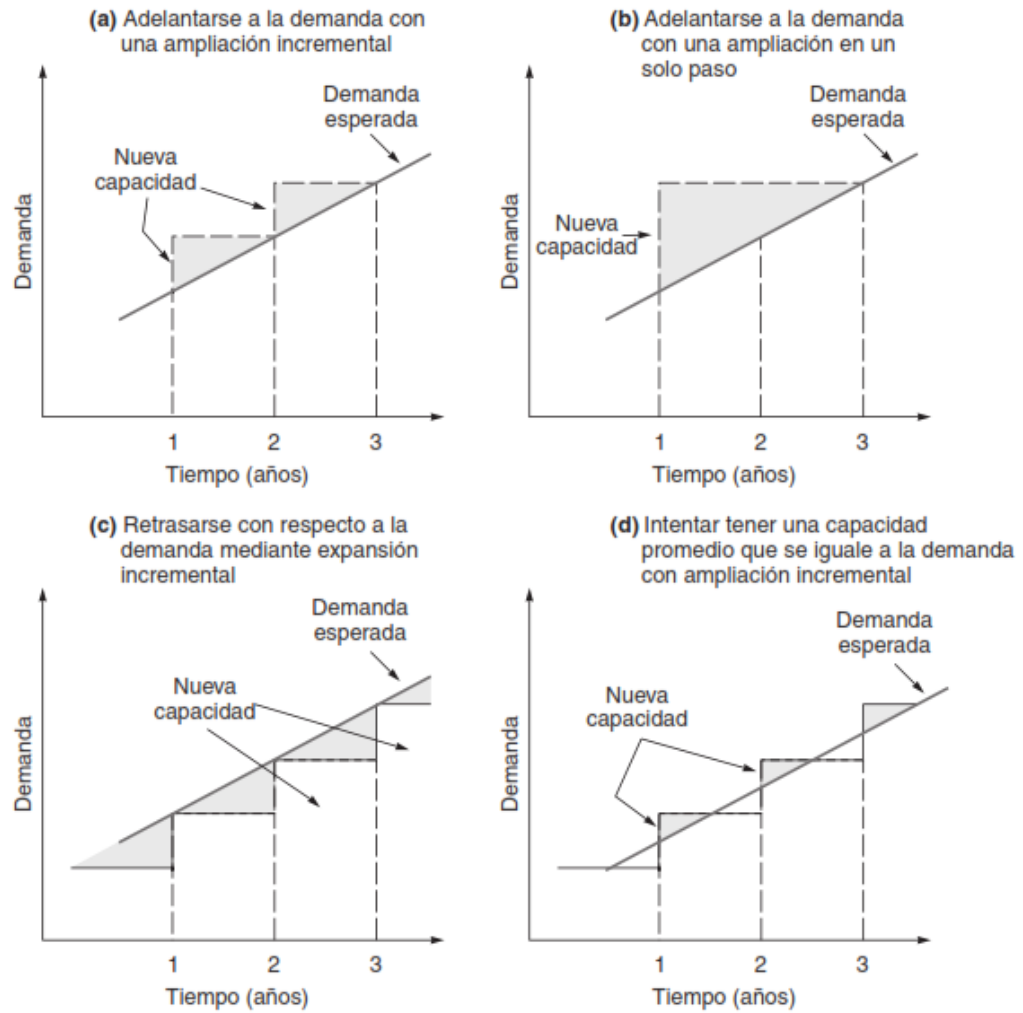 (a) Adelantarse a la demanda con
una ampliación incremental
Demanda
esperada
Nueva
capacidad
Demanda
1 2 3
Tiempo (años)
(b) Adelantarse a la demanda
con una ampliación en un
solo paso
Demanda
esperada
Nueva
capacidad
Demanda
1 2 3
Tiempo (años)
(c) Retrasarse con respecto a la
demanda mediante expansión
incremental
Demanda
esperada
Nueva
capacidad
Demanda
1 2 3
Tiempo (años)
(d) Intentar tener una capacidad
promedio que se iguale a la demanda
con ampliación incremental
Demanda
esperada
Nueva
capacidad
Demanda
1 2 3
Tiempo (años)